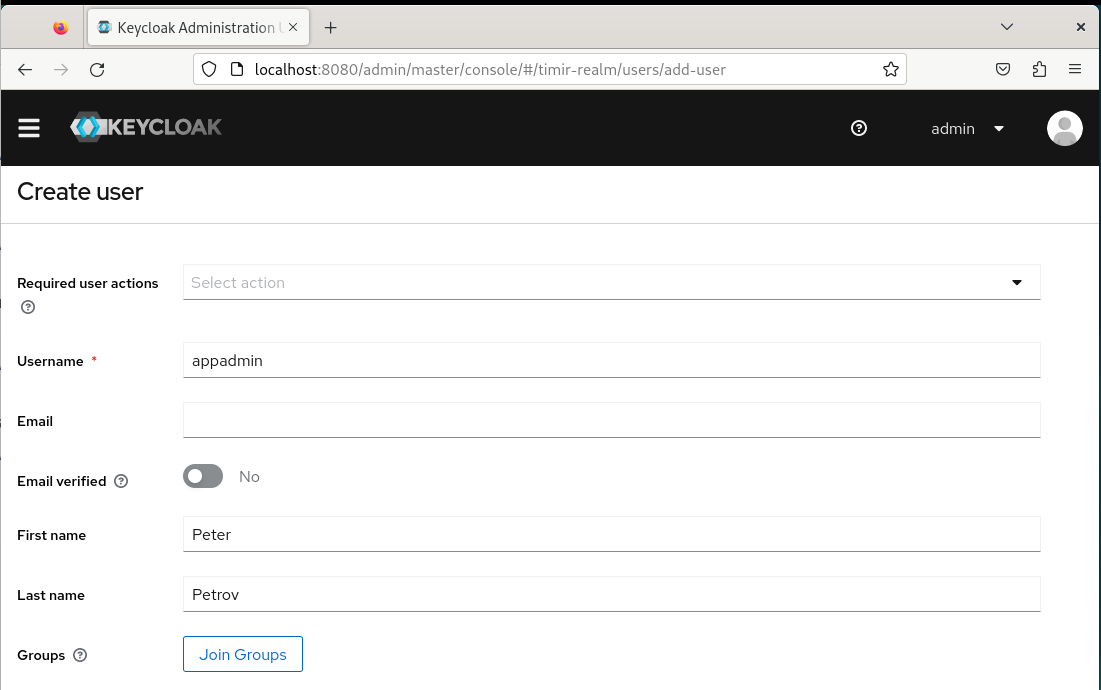 Keycloak Administration
localhost:8080/admin/master/console/#/timir-realm/users/add-user
KEYCLOAK
admin
Create user
Required user actions
Select action
Username *
appadmin
Email
Email verified
No
First name
Peter
Last name
Petrov
Groups
Join Groups